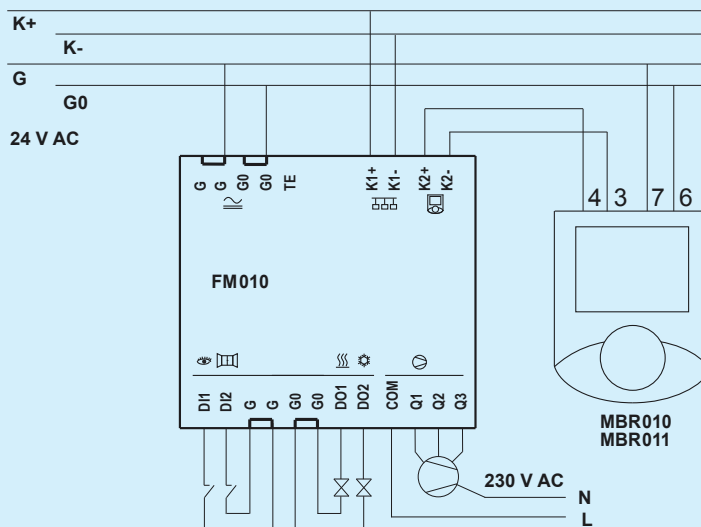 K+
K-
G
G0
24 V AC
G G G0 G0 TE K1+ K1- K2+ K2-
4 3 7 6
FM010
DI1 DI2 G G G0 G0 DO1 DO2 COM Q1 Q2 Q3
MBR010
MBR011
230 V AC
N
L